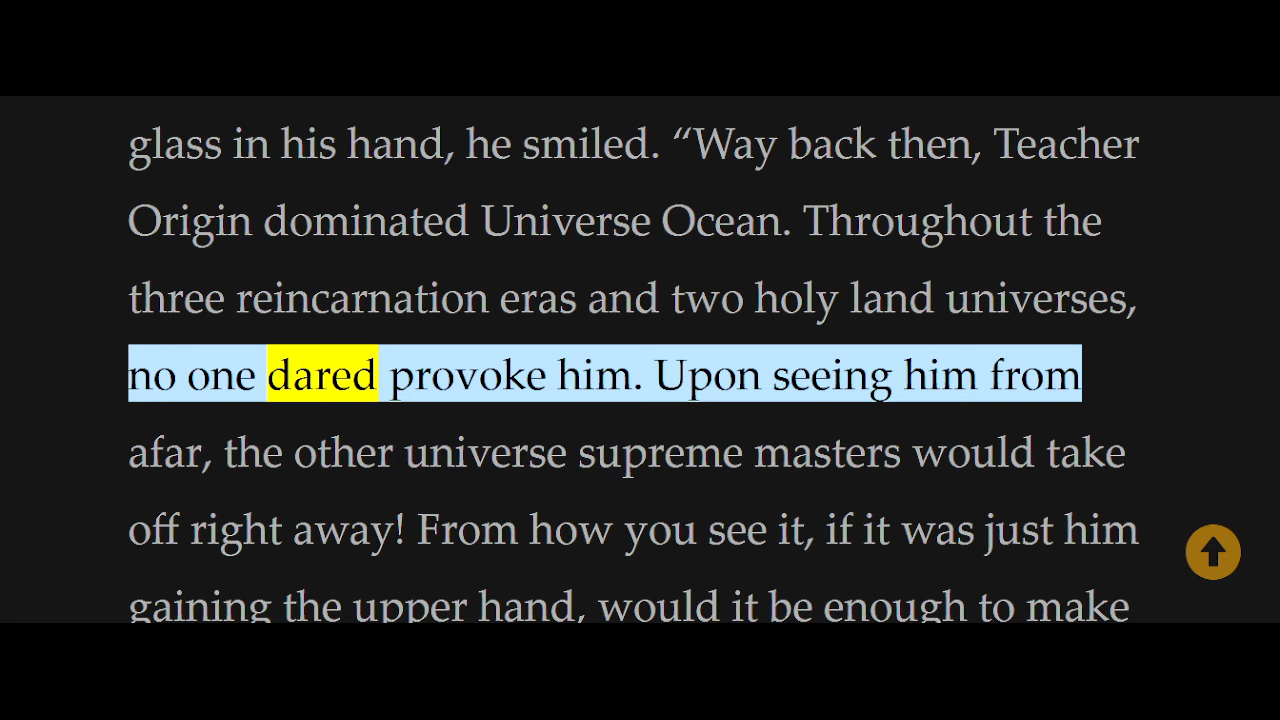 glass in his hand, he smiled. “Way back then, Teacher
Origin dominated Universe Ocean. Throughout the
three reincarnation eras and two holy land universes,
no one dared provoke him. Upon seeing him from
afar, the other universe supreme masters would take
off right away! From how you see it, if it was just him
gaining the upper hand, would it be enough to make